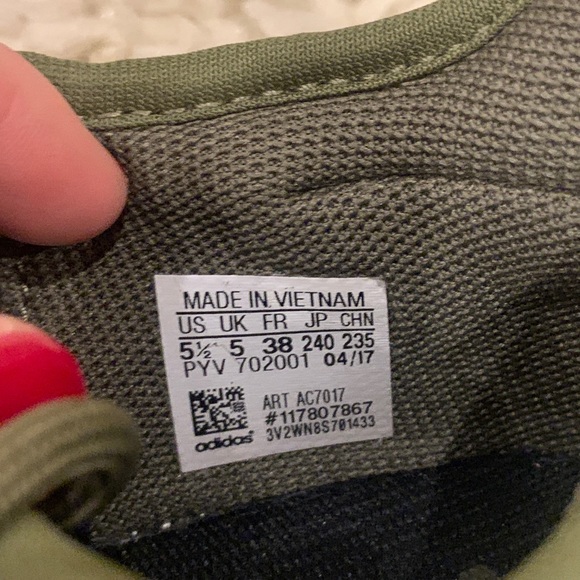 MADE IN VIETNAM
US UK FR JP CHN
5½ 5 38 240 235
PYV 702001 04/17
ART AC7017
#117807867
3V2WN8S701433
adidas